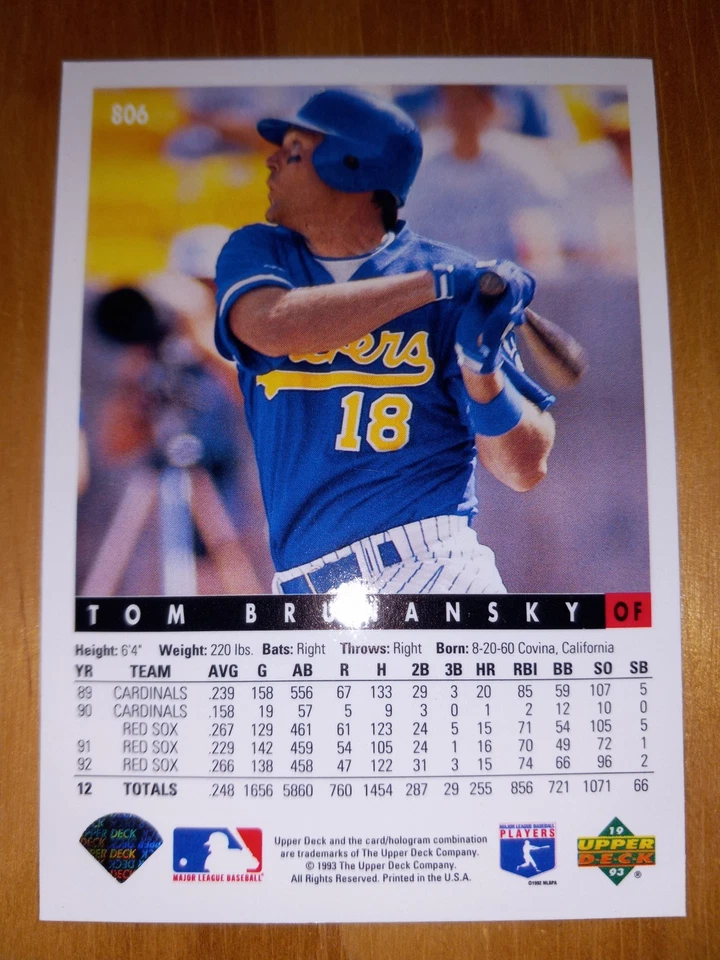 806
18
TOM BRUNANSKY OF
Height: 6'4" Weight: 220 lbs. Bats: Right Throws: Right Born: 8-20-60 Covina, California
YR TEAM AVG G AB R H 2B 3B HR RBI BB SO SB
89 CARDINALS .239 158 556 67 133 29 3 20 85 59 107 5
90 CARDINALS .158 19 57 5 9 3 0 1 2 12 10 0
RED SOX .267 129 461 61 123 24 5 15 71 54 105 5
91 RED SOX .229 142 459 54 105 24 1 16 70 49 72 1
92 RED SOX .266 138 458 47 122 31 3 15 74 66 96 2
12 TOTALS .248 1656 5860 760 1454 287 29 255 856 721 1071 66
UPPER DECK
MAJOR LEAGUE BASEBALL
Upper Deck and the card/hologram combination
are trademarks of The Upper Deck Company.
© 1993 The Upper Deck Company.
All Rights Reserved. Printed in the U.S.A.
MAJOR LEAGUE BASEBALL
PLAYERS
©1992 MLBPA
19
UPPER
DECK
93 ®